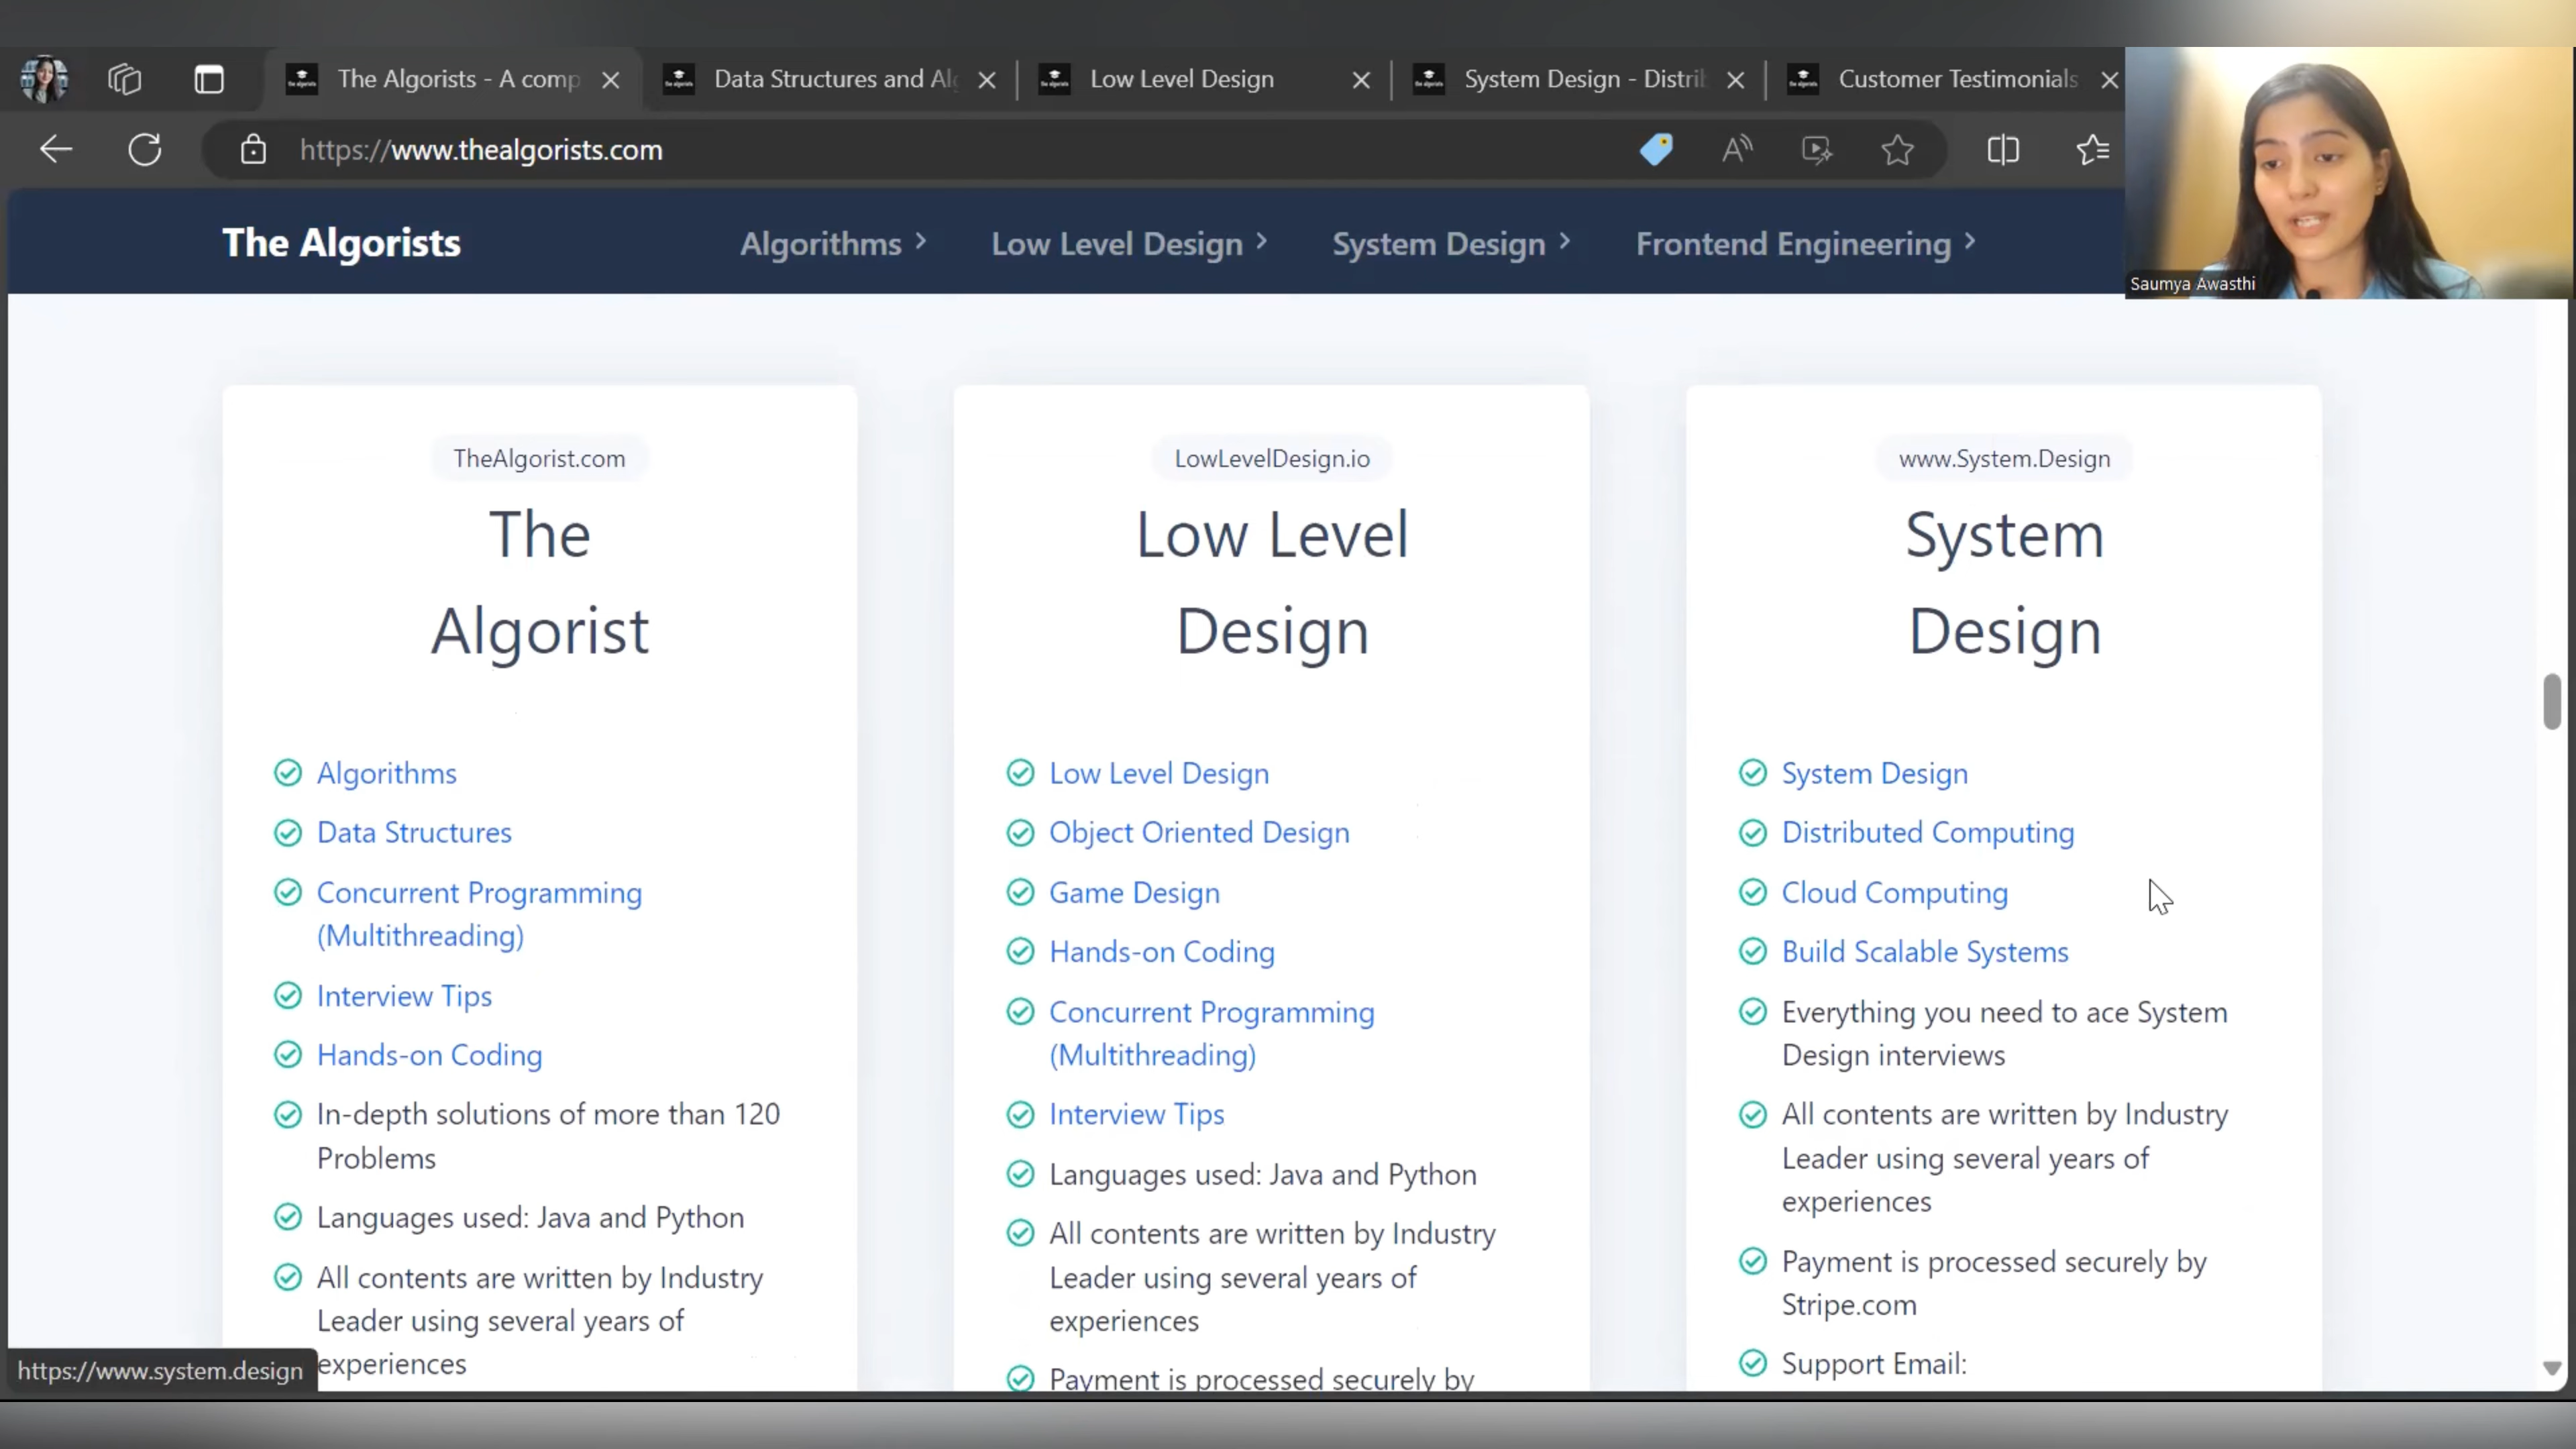 The Algorists - A comp
Data Structures and Alg
Low Level Design
System Design - Distri
Customer Testimonials
https://www.thealgorists.com
The Algorists
Algorithms
Low Level Design
System Design
Frontend Engineering
Saumya Awasthi
TheAlgorist.com
The
Algorist
Algorithms
Data Structures
Concurrent Programming
(Multithreading)
Interview Tips
Hands-on Coding
In-depth solutions of more than 120
Problems
Languages used: Java and Python
All contents are written by Industry
Leader using several years of
experiences
LowLevelDesign.io
Low Level
Design
Low Level Design
Object Oriented Design
Game Design
Hands-on Coding
Concurrent Programming
(Multithreading)
Interview Tips
Languages used: Java and Python
All contents are written by Industry
Leader using several years of
experiences
Payment is processed securely by
www.System.Design
System
Design
System Design
Distributed Computing
Cloud Computing
Build Scalable Systems
Everything you need to ace System
Design interviews
All contents are written by Industry
Leader using several years of
experiences
Payment is processed securely by
Stripe.com
Support Email:
https://www.system.design